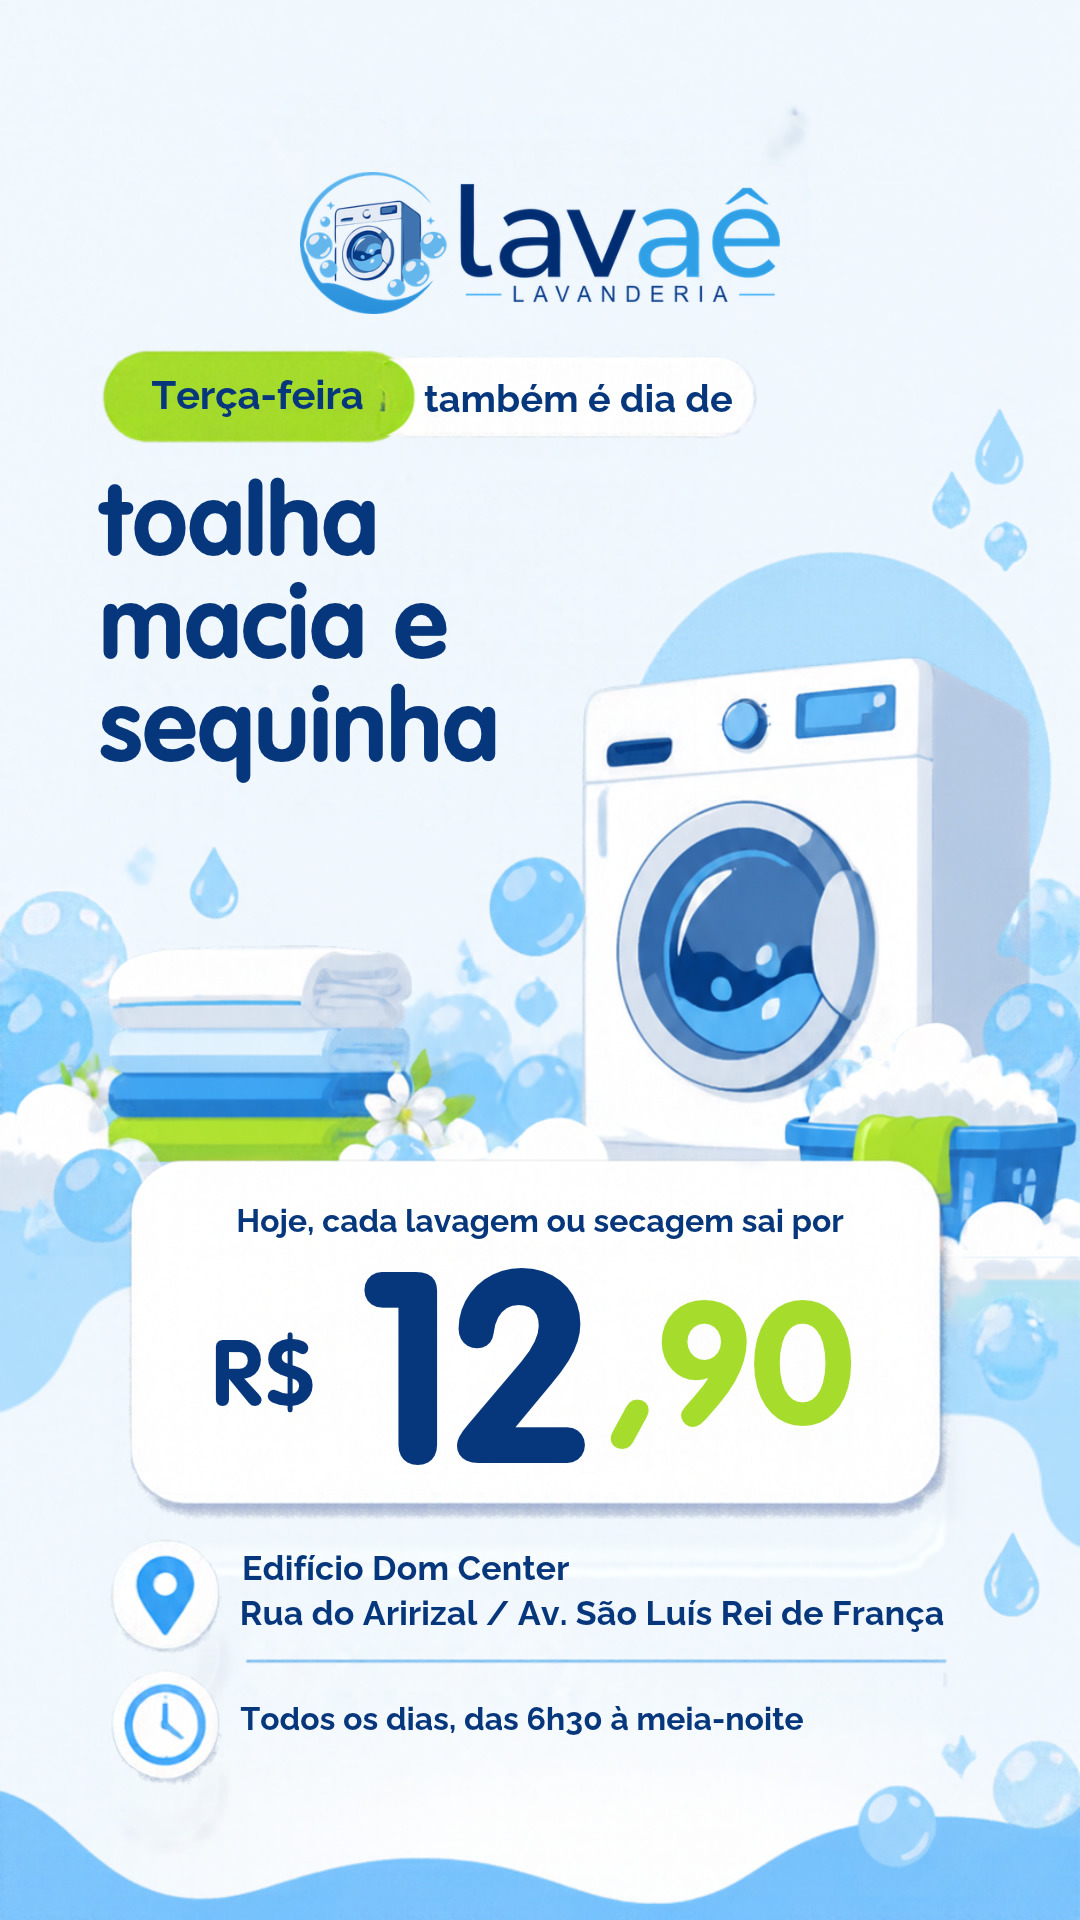 lavaê
LAVANDERIA
Terça-feira também é dia de
toalha
macia e
sequinha
Hoje, cada lavagem ou secagem sai por
R$ 12,90
Edifício Dom Center
Rua do Aririzal / Av. São Luís Rei de França
Todos os dias, das 6h30 à meia-noite